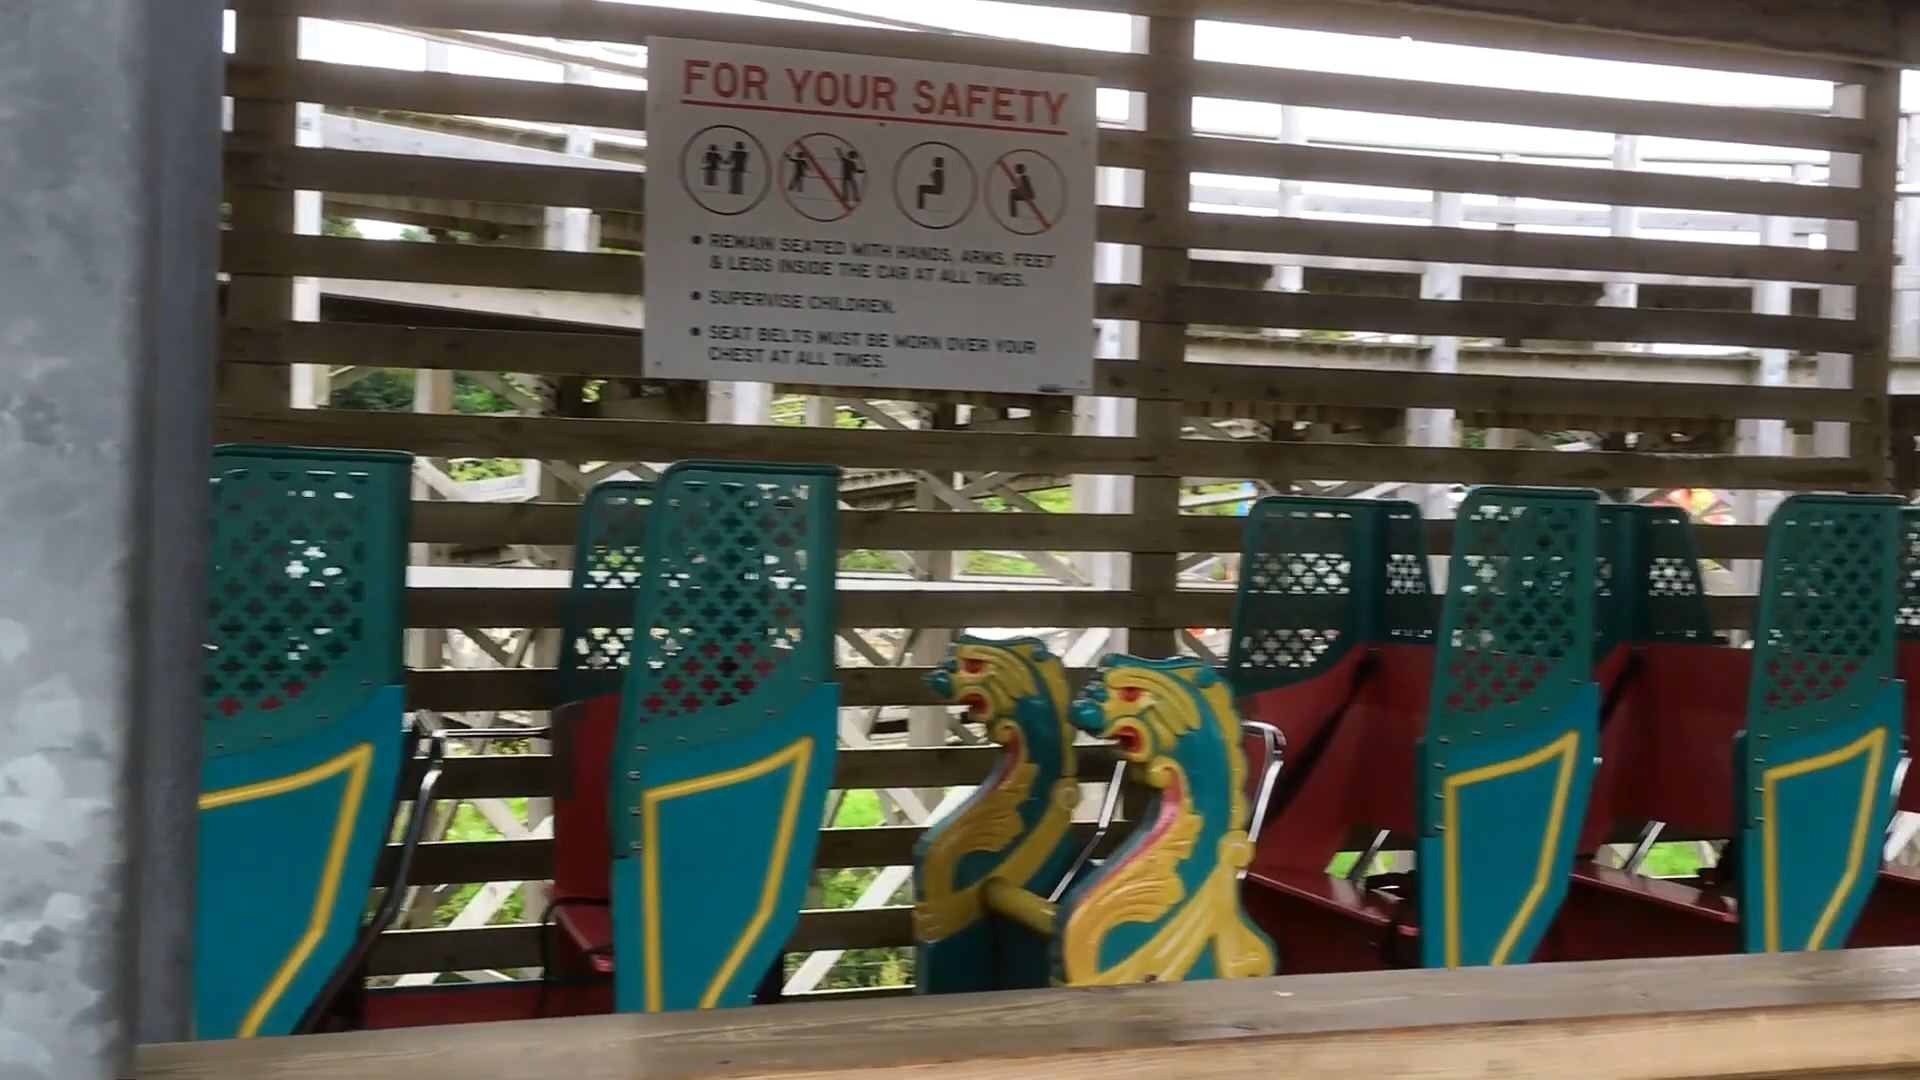 FOR YOUR SAFETY
• REMAIN SEATED WITH HANDS, ARMS, FEET
& LEGS INSIDE THE CAR AT ALL TIMES.
• SUPERVISE CHILDREN.
• SEAT BELTS MUST BE WORN OVER YOUR
CHEST AT ALL TIMES.